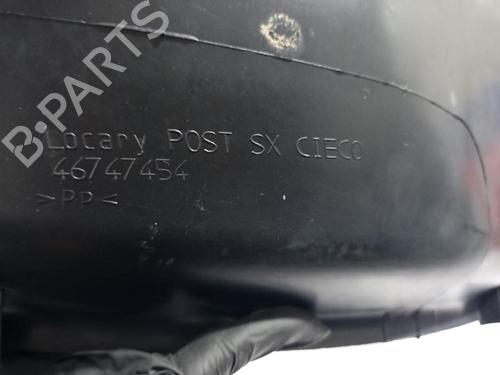 B-PARTS
Locary POST SX CIECO
46747454
>PP<